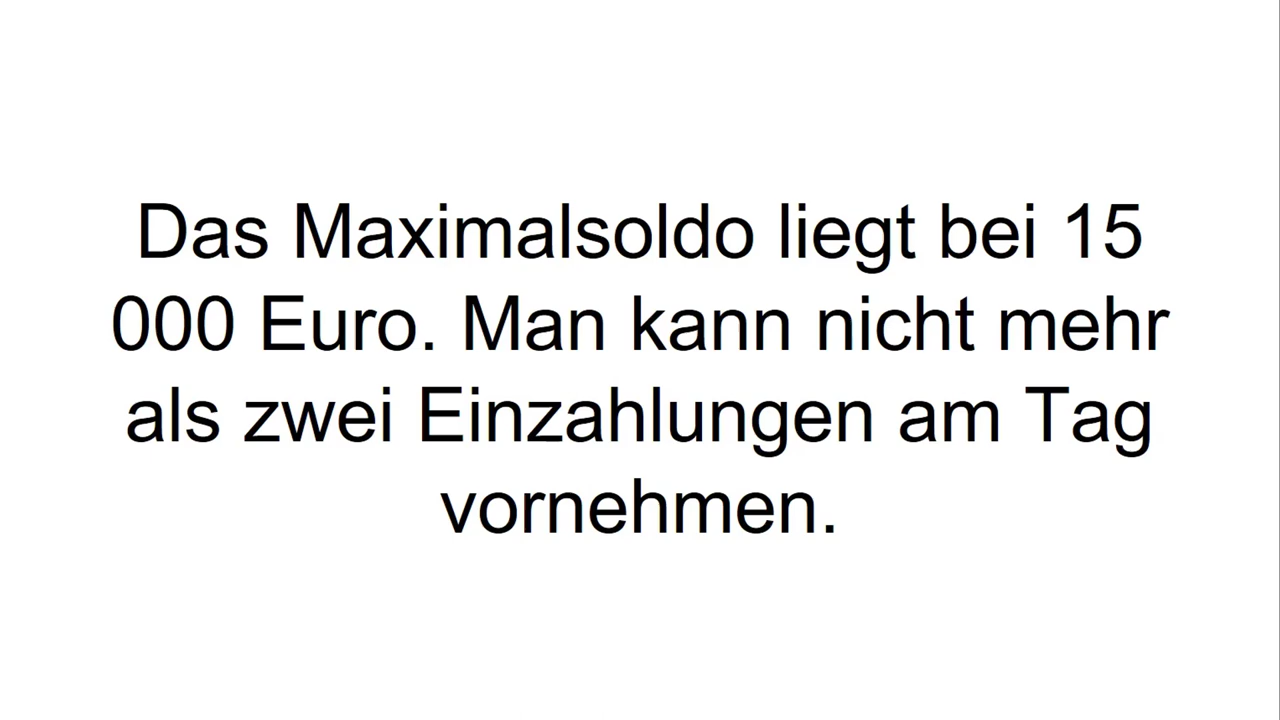 Das Maximalsoldo liegt bei 15
000 Euro. Man kann nicht mehr
als zwei Einzahlungen am Tag
vornehmen.